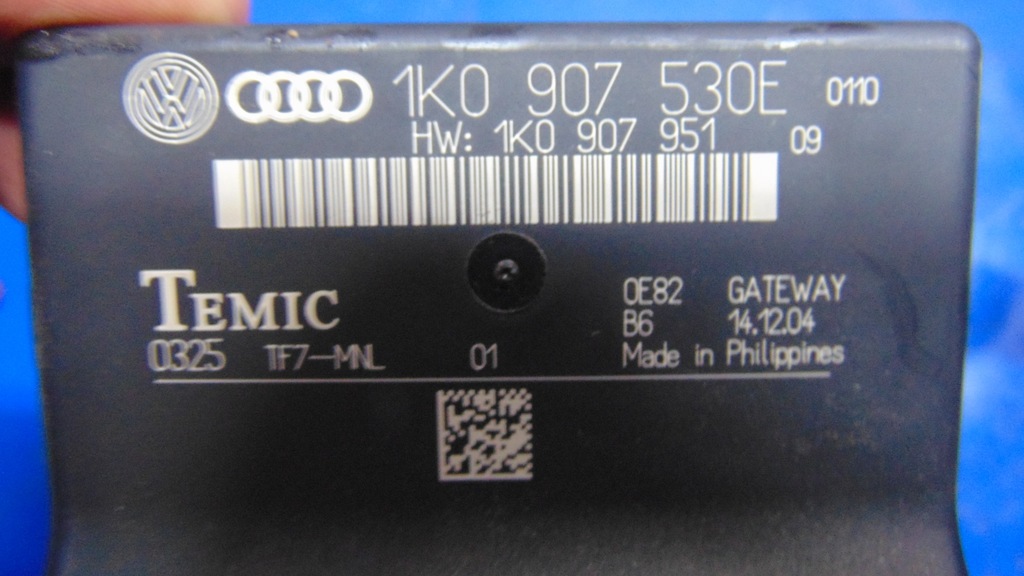 1K0 907 530E 0110
HW: 1K0 907 951 09
TEMIC
0E82 GATEWAY
B6 14.12.04
0325 TF7-MNL 01 Made in Philippines